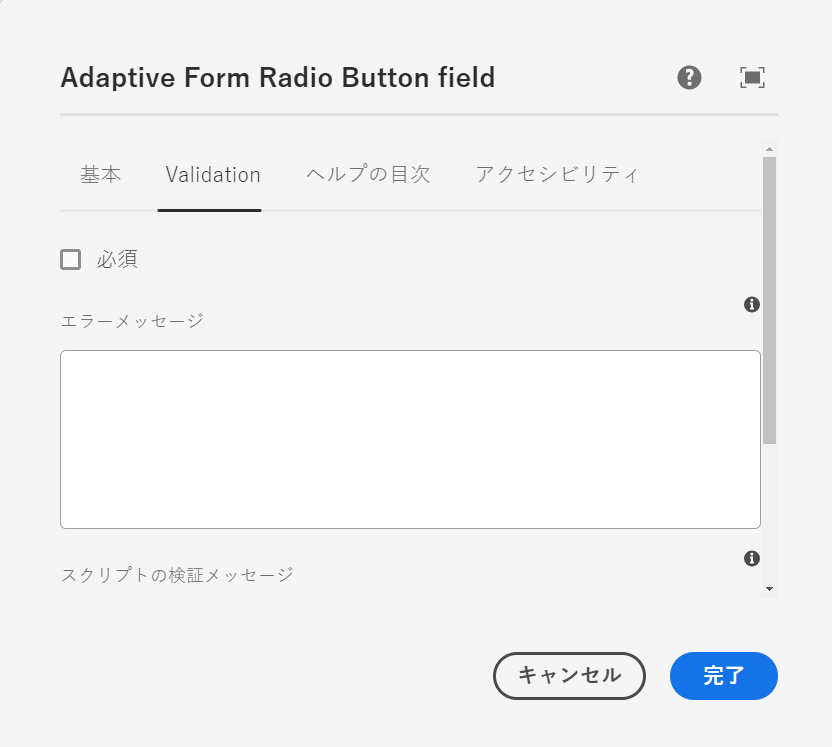 Adaptive Form Radio Button field
基本 Validation ヘルプの目次 アクセシビリティ
必須
エラーメッセージ
スクリプトの検証メッセージ
キャンセル 完了